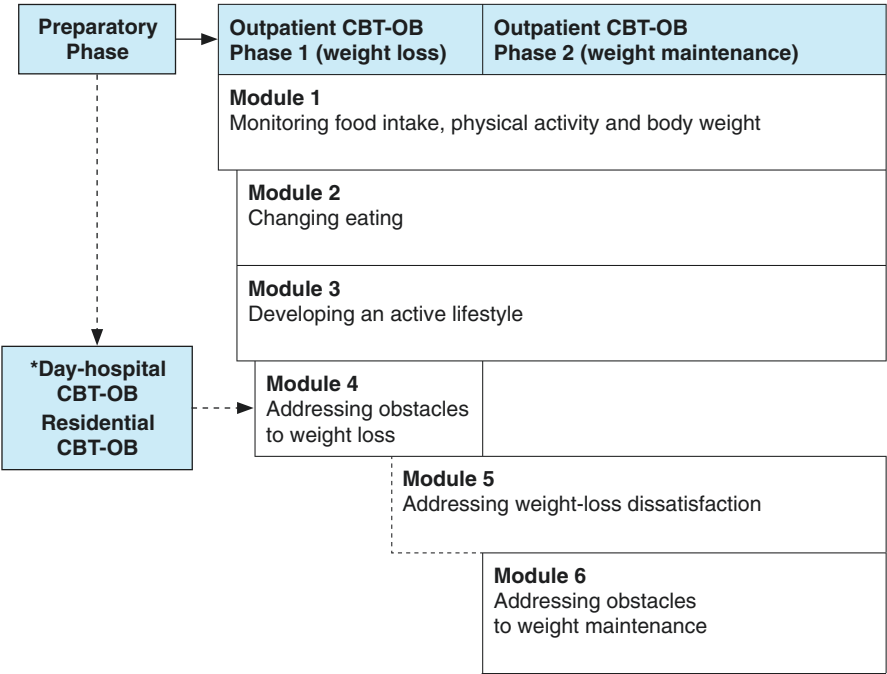 Preparatory
Phase
Outpatient CBT-OB
Phase 1 (weight loss)
Outpatient CBT-OB
Phase 2 (weight maintenance)
Module 1
Monitoring food intake, physical activity and body weight
Module 2
Changing eating
Module 3
Developing an active lifestyle
*Day-hospital
CBT-OB
Residential
CBT-OB
Module 4
Addressing obstacles
to weight loss
Module 5
Addressing weight-loss dissatisfaction
Module 6
Addressing obstacles
to weight maintenance